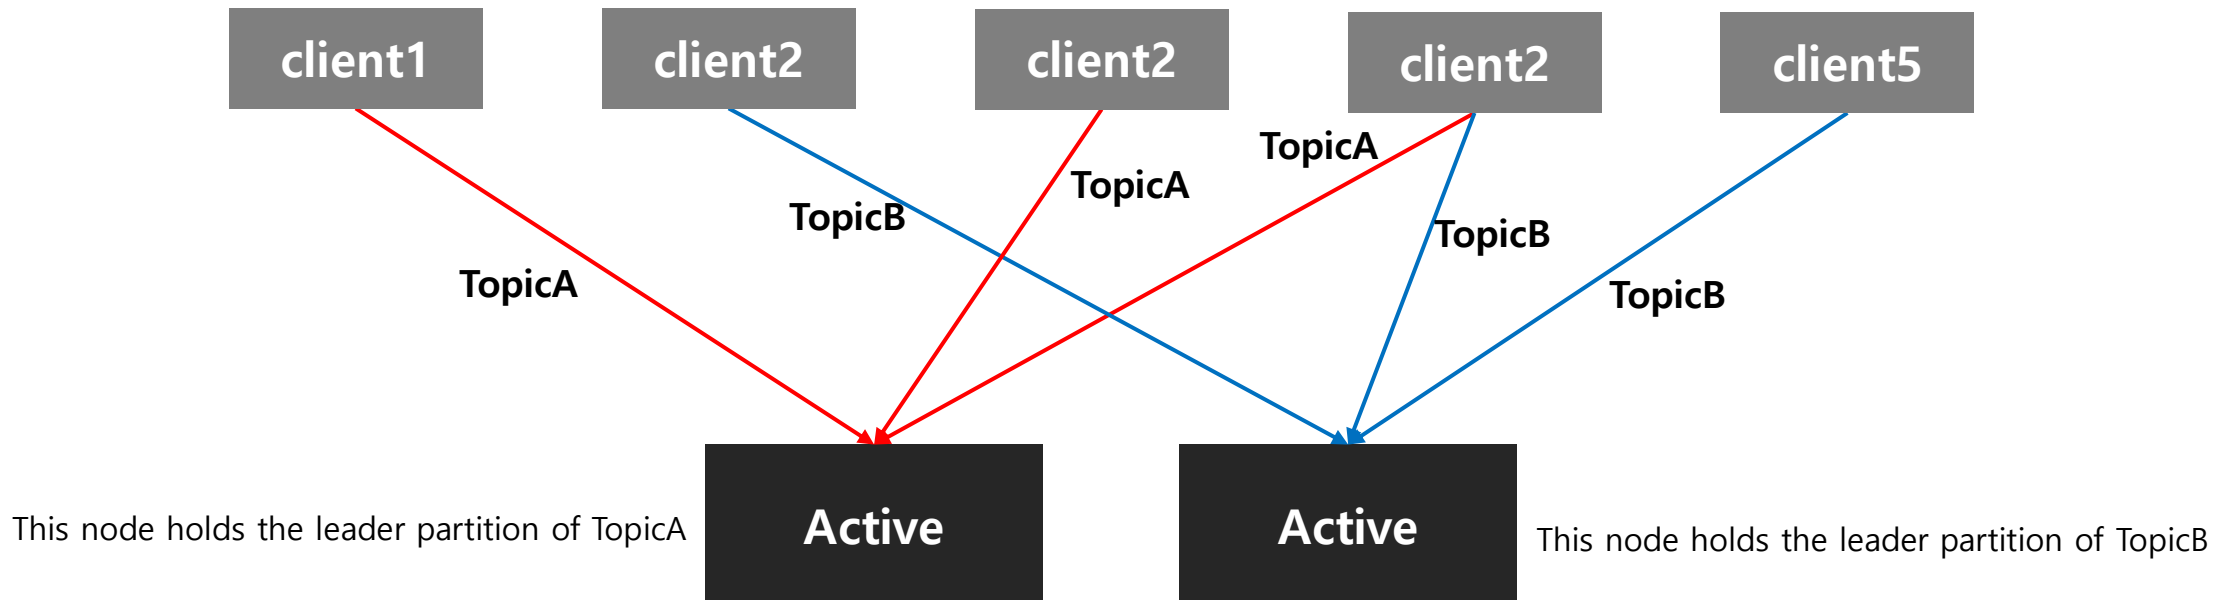 client1
client2
client2
client2
client5
TopicA
TopicA
TopicB
TopicB
TopicA
TopicB
Active
Active
This node holds the leader partition of TopicA
This node holds the leader partition of TopicB